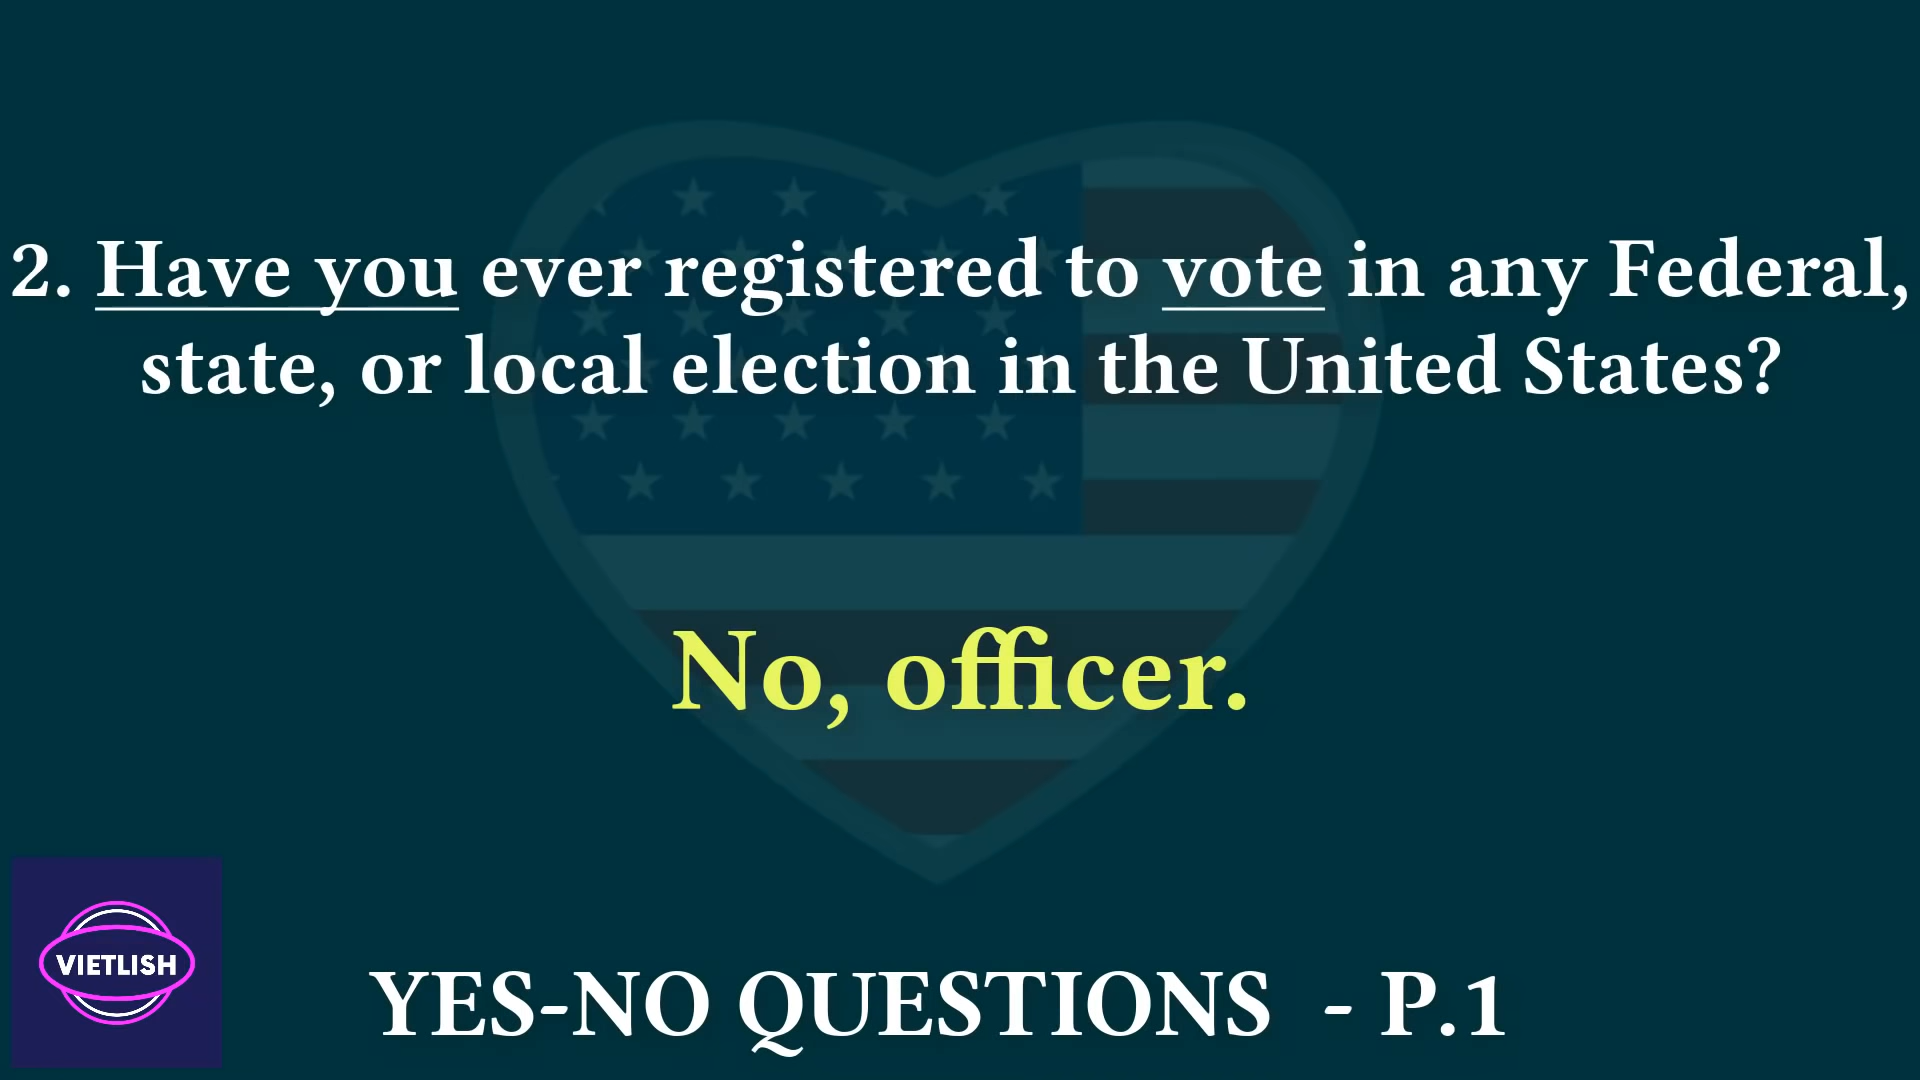 2. Have you ever registered to vote in any Federal,
state, or local election in the United States?
No, officer.
VIETLISH
YES-NO QUESTIONS - P.1